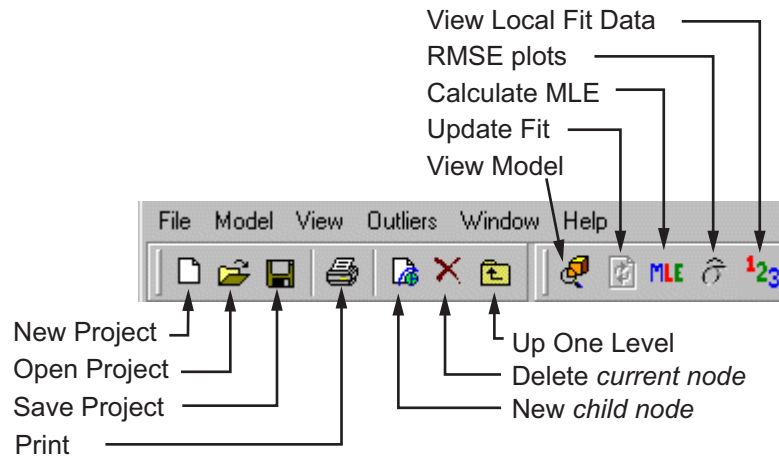 View Local Fit Data
RMSE plots
Calculate MLE
Update Fit
View Model
File Model View Outliers Window Help
MLE σ̂ 123
New Project
Open Project
Save Project
Print
Up One Level
Delete current node
New child node